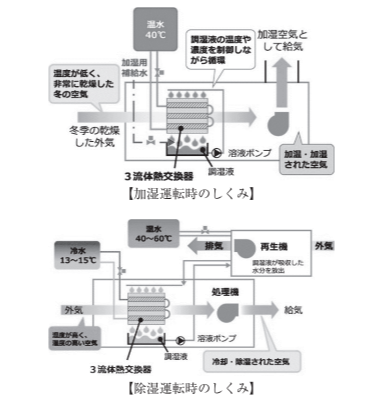 温水
40℃
調湿液の温度や
濃度を制御しな
がら循環
加湿空気と
して給気
加湿用
補給水
温度が低く、
非常に乾燥した
冬の空気
冬季の乾燥
した外気
溶液ポンプ
調湿液
3流体熱交換器
加温・加湿
された空気
【加湿運転時のしくみ】
温水
40～60℃
冷水
13～15℃
排気
再生機
外気
調湿液が吸収した
水分を放出
処理機
外気
給気
温度が高く、
湿度の高い空気
溶液ポンプ
調湿液
3流体熱交換器
冷却・除湿された空気
【除湿運転時のしくみ】